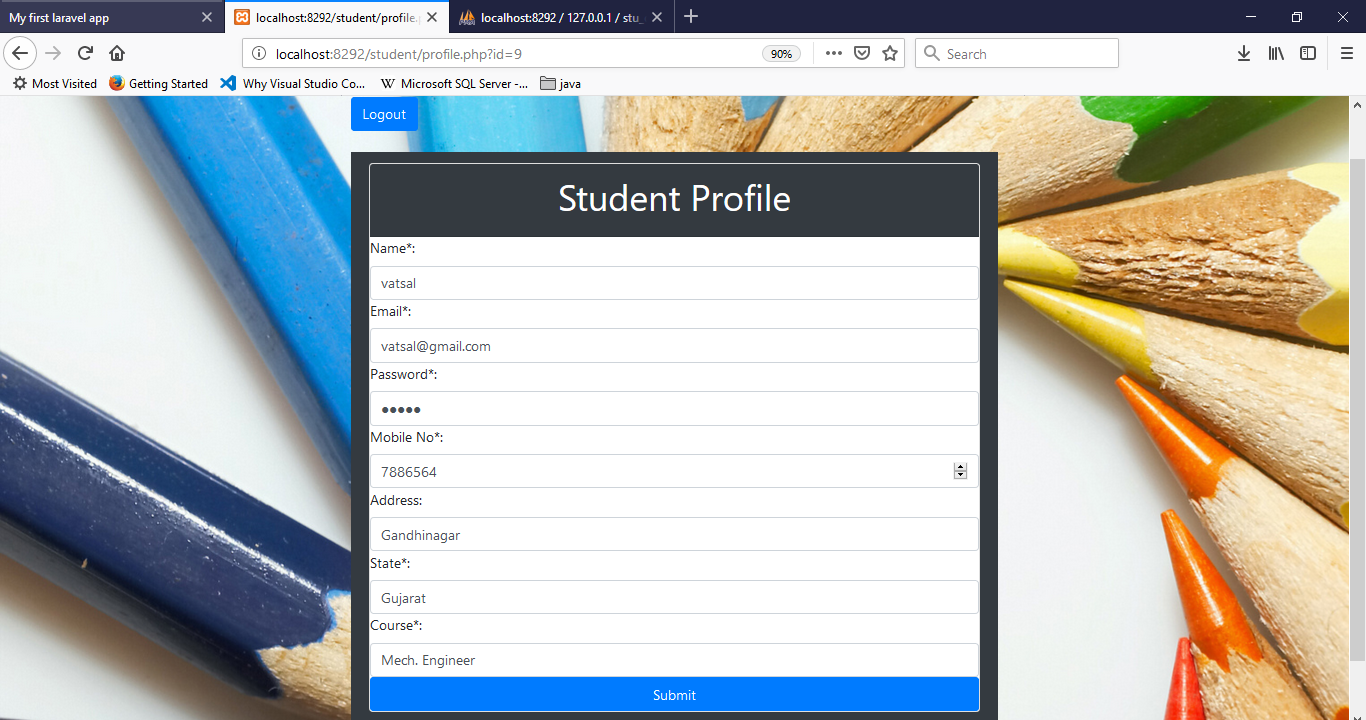 My first laravel app
localhost:8292/student/profile.
localhost:8292 / 127.0.0.1 / stu_
localhost:8292/student/profile.php?id=9
90%
Search
Most Visited
Getting Started
Why Visual Studio Co...
W Microsoft SQL Server -...
java
Logout
Student Profile
Name*:
vatsal
Email*:
vatsal@gmail.com
Password*:
●●●●●
Mobile No*:
7886564
Address:
Gandhinagar
State*:
Gujarat
Course*:
Mech. Engineer
Submit